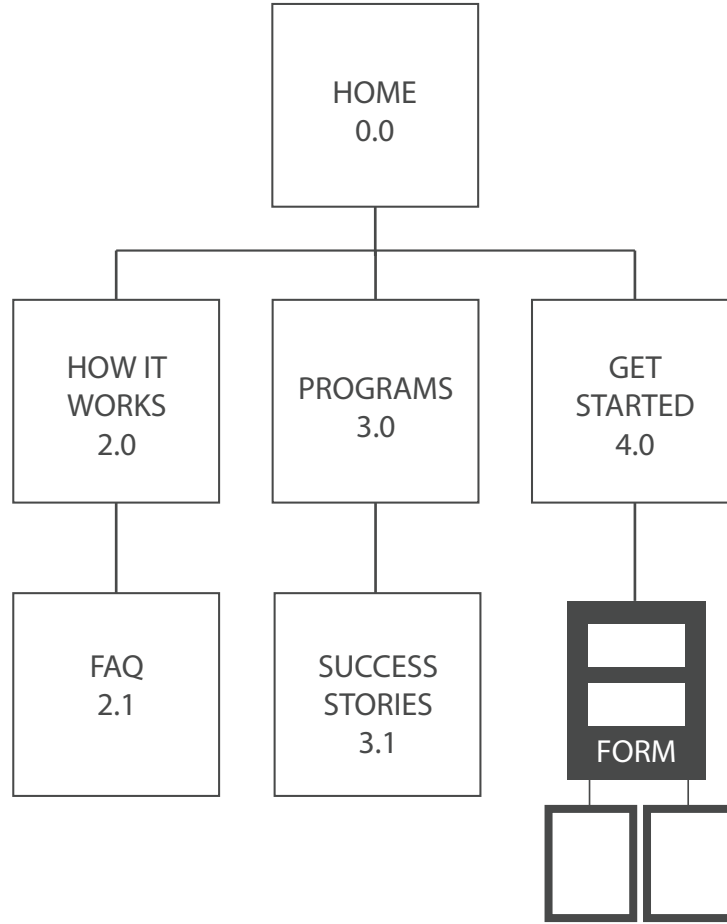 HOME
0.0
HOW IT
WORKS
2.0
PROGRAMS
3.0
GET
STARTED
4.0
FAQ
2.1
SUCCESS
STORIES
3.1
FORM